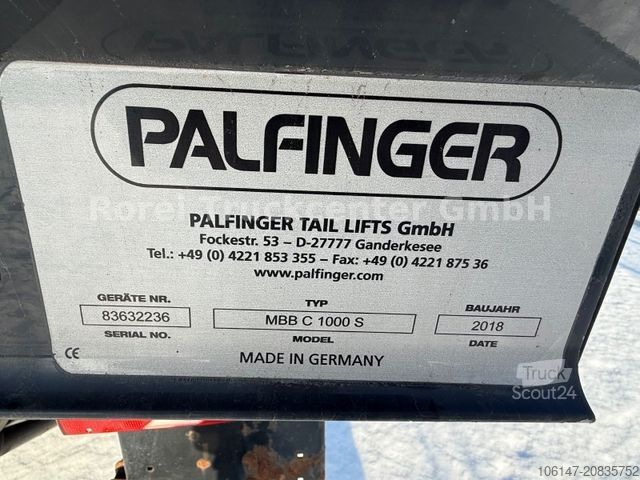 PALFINGER
Rorel Truckcenter GmbH
PALFINGER TAIL LIFTS GmbH
Fockestr. 53 – D-27777 Ganderkesee
Tel.: +49 (0) 4221 853 355 – Fax: +49 (0) 4221 875 36
www.palfinger.com
GERÄTE NR. TYP BAUJAHR
83632236 MBB C 1000 S 2018
SERIAL NO. MODEL DATE
CE MADE IN GERMANY
Truck
Scout24
106147-20835752